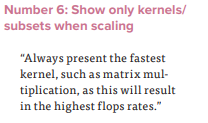 Number 6: Show only kernels/
subsets when scaling
“Always present the fastest
kernel, such as matrix mul-
tiplication, as this will result
in the highest flops rates.”